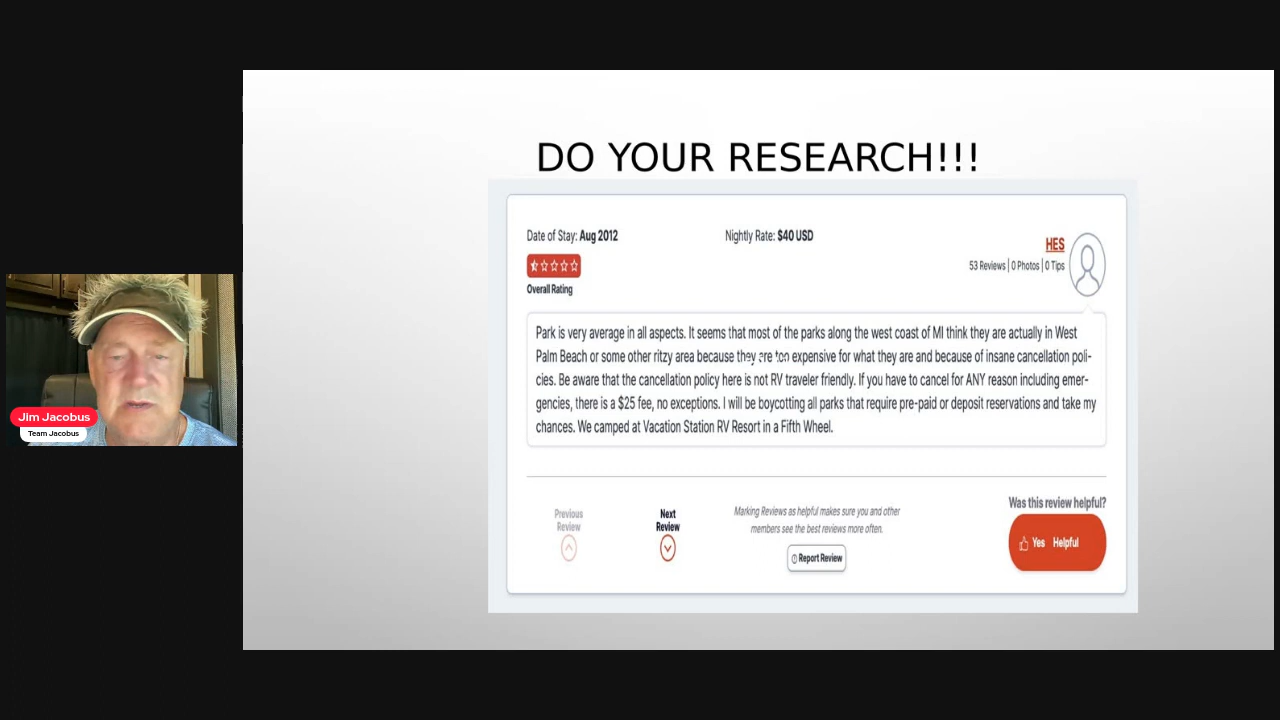 DO YOUR RESEARCH!!!
Date of Stay: Aug 2012
Nightly Rate: $40 USD
HES
53 Reviews | 0 Photos | 0 Tips
Overall Rating
Park is very average in all aspects. It seems that most of the parks along the west coast of MI think they are actually in West
Palm Beach or some other ritzy area because they are too expensive for what they are and because of insane cancellation poli-
cies. Be aware that the cancellation policy here is not RV traveler friendly. If you have to cancel for ANY reason including emer-
gencies, there is a $25 fee, no exceptions. I will be boycotting all parks that require pre-paid or deposit reservations and take my
chances. We camped at Vacation Station RV Resort in a Fifth Wheel.
Previous
Review
Next
Review
Marking Reviews as helpful makes sure you and other
members see the best reviews more often.
Report Review
Was this review helpful?
Yes Helpful
Jim Jacobus
Team Jacobus